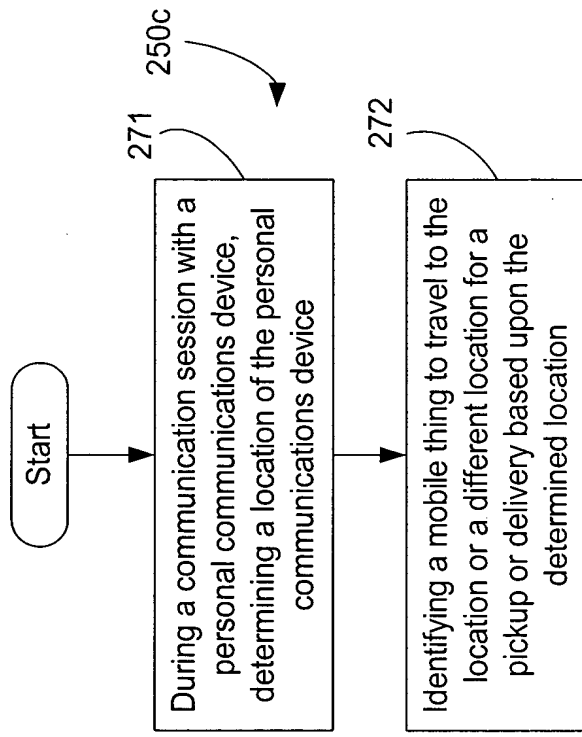 Start
250c
271
During a communication session with a
personal communications device,
determining a location of the personal
communications device
272
Identifying a mobile thing to travel to the
location or a different location for a
pickup or delivery based upon the
determined location